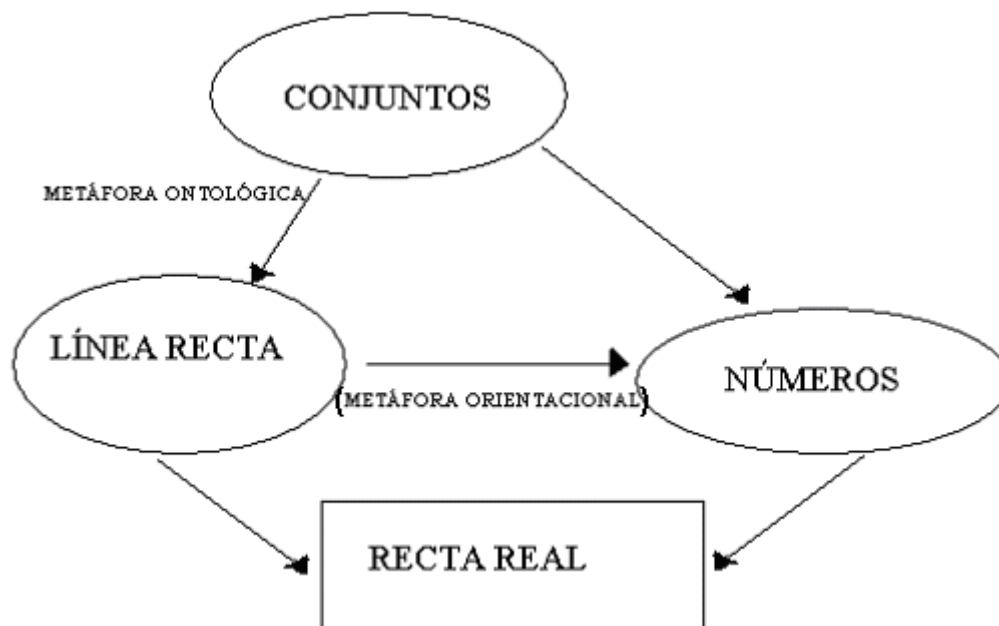 CONJUNTOS
METÁFORA ONTOLÓGICA
LÍNEA RECTA
NÚMEROS
(METÁFORA ORIENTACIONAL)
RECTA REAL